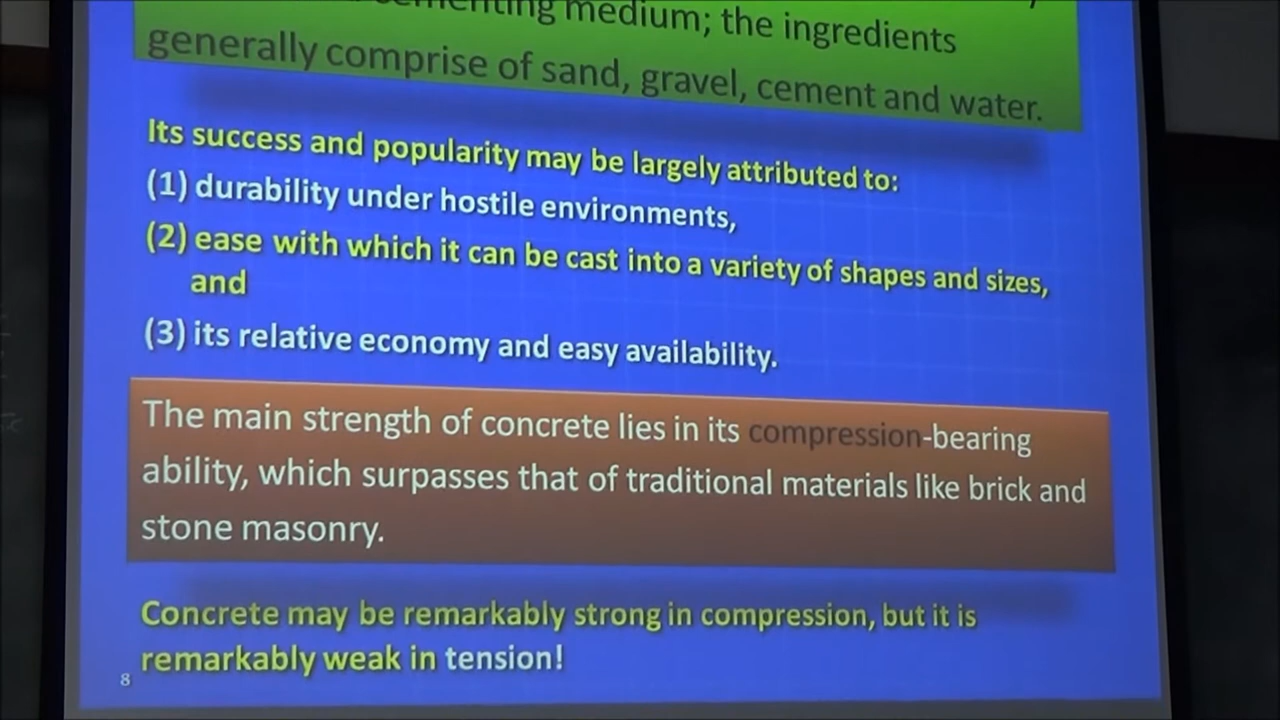 medium; the ingredients
generally comprise of sand, gravel, cement and water.
Its success and popularity may be largely attributed to:
(1) durability under hostile environments,
(2) ease with which it can be cast into a variety of shapes and sizes,
and
(3) its relative economy and easy availability.
The main strength of concrete lies in its compression-bearing
ability, which surpasses that of traditional materials like brick and
stone masonry.
Concrete may be remarkably strong in compression, but it is
remarkably weak in tension!
8